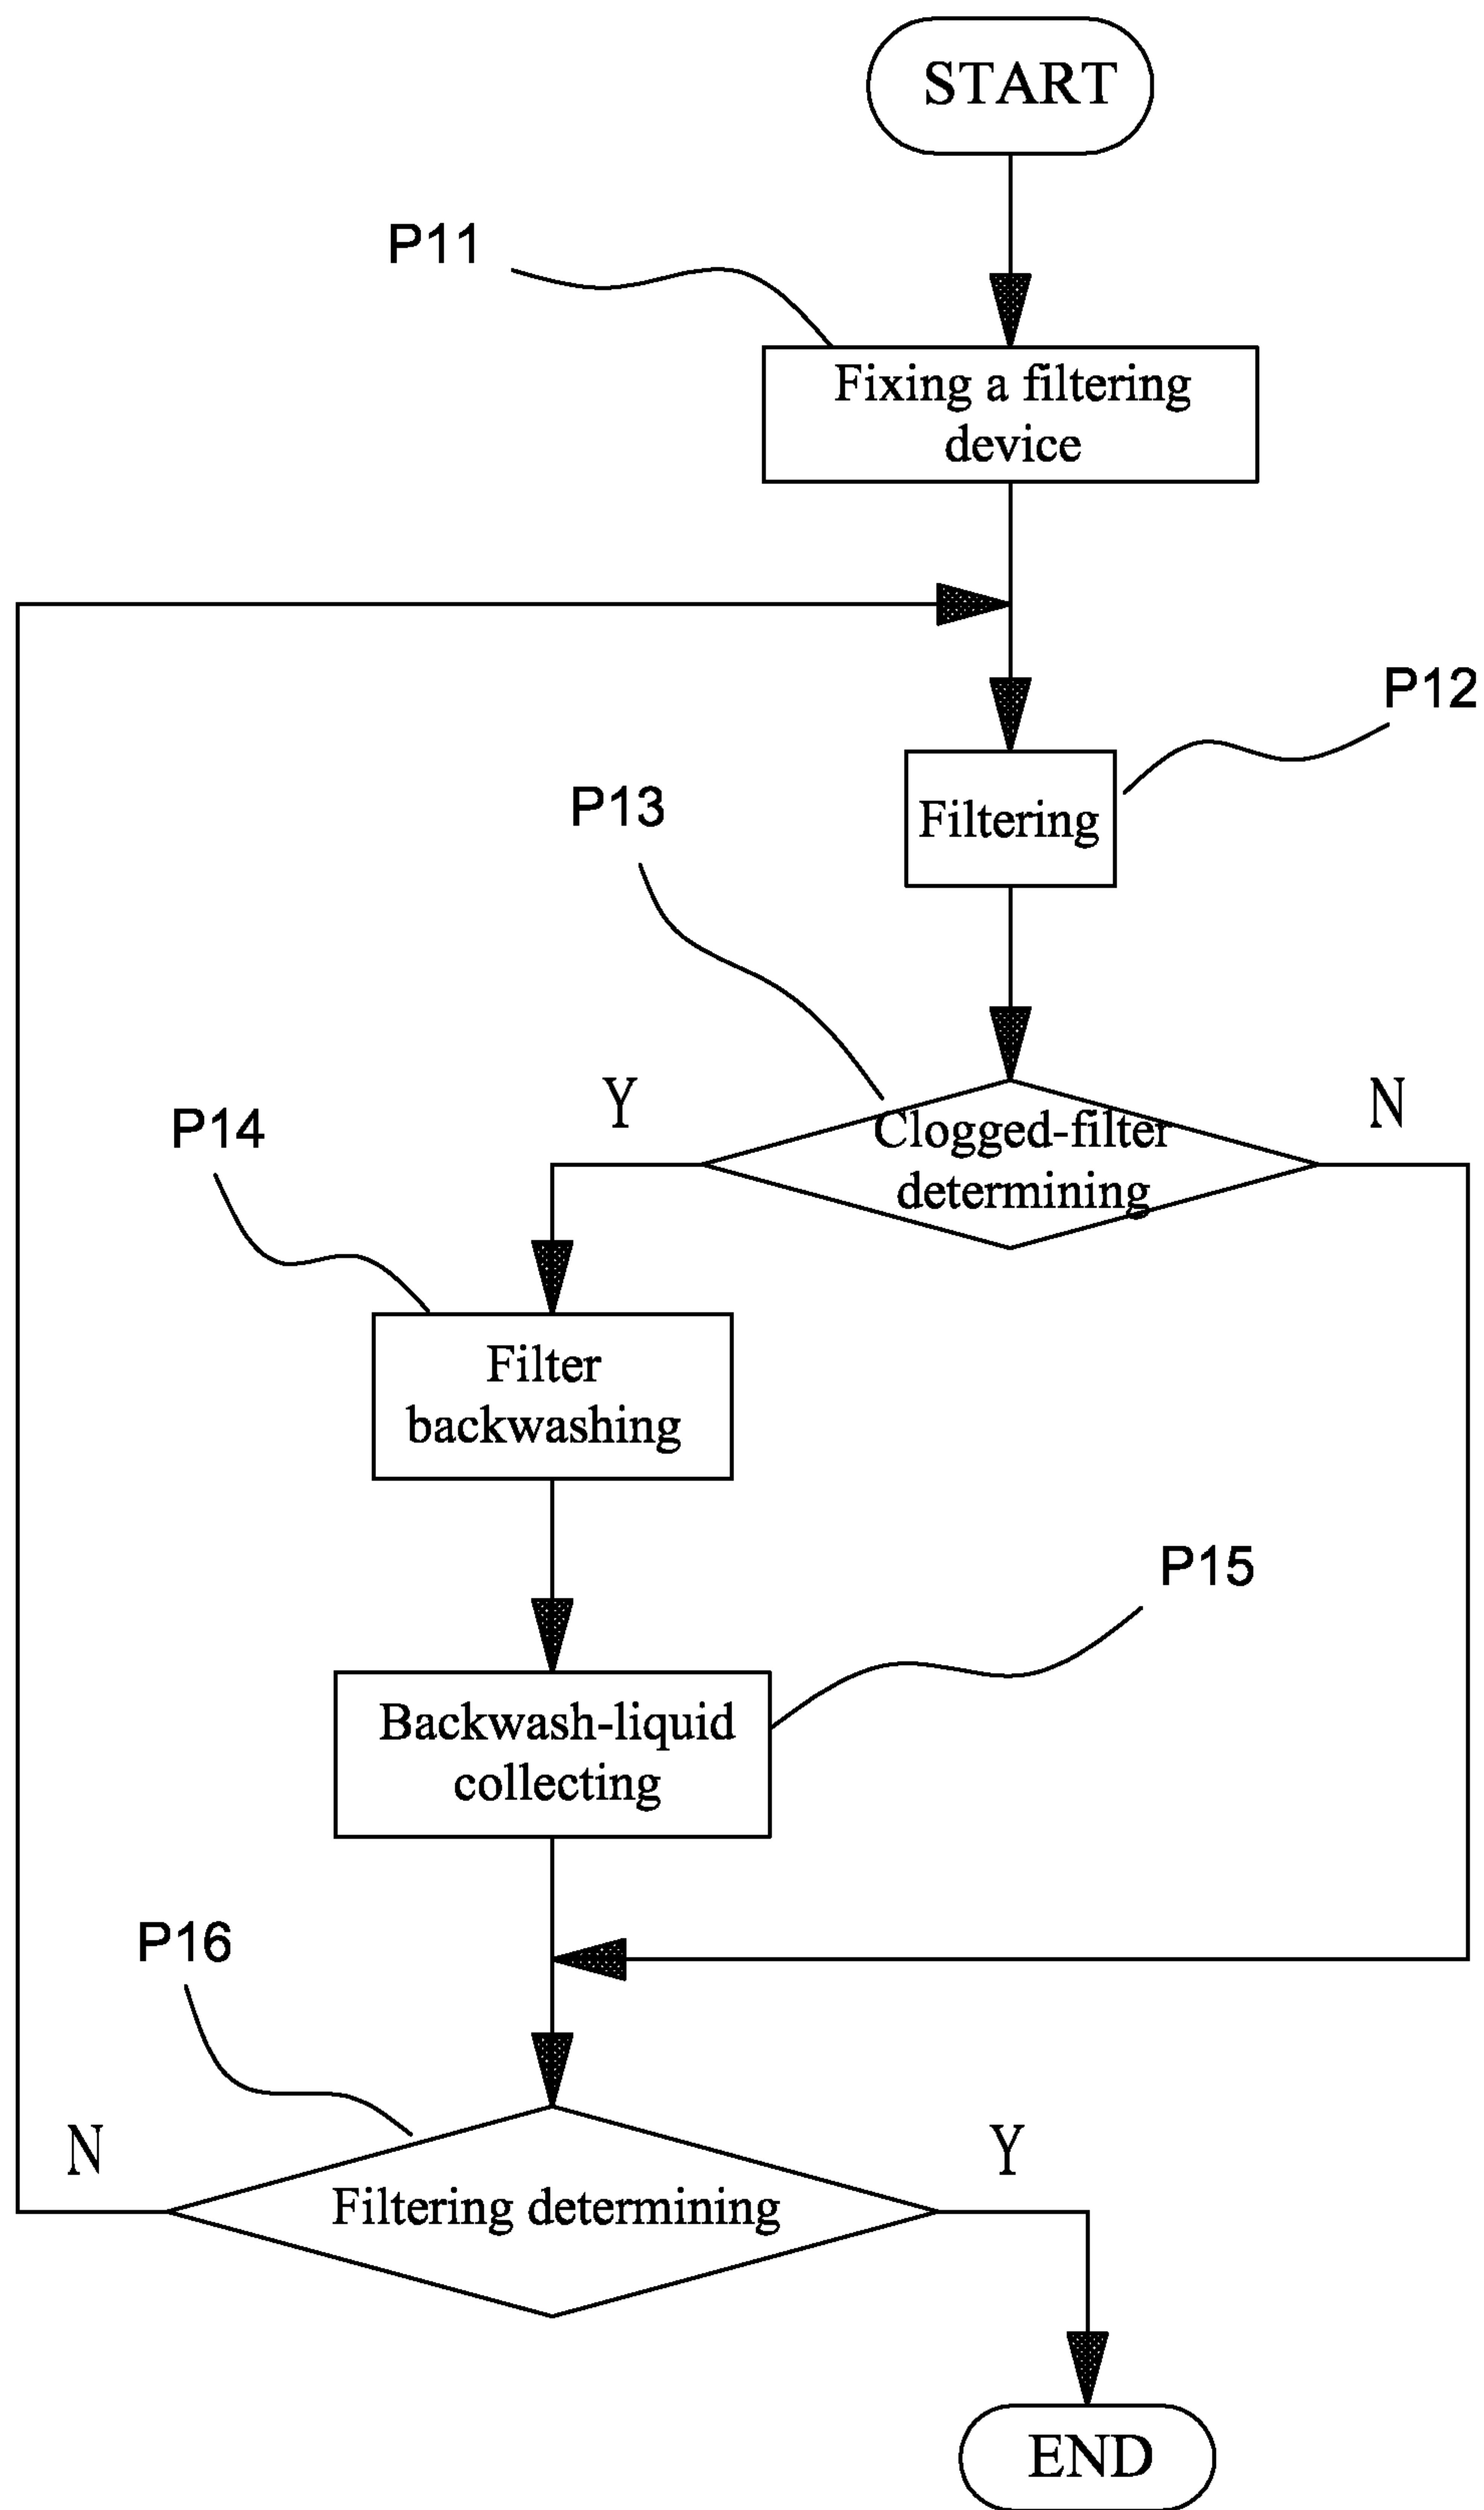 START
P11
Fixing a filtering
device
P12
Filtering
P13
Y
Clogged-filter
determining
N
P14
Filter
backwashing
P15
Backwash-liquid
collecting
P16
N
Filtering determining
Y
END